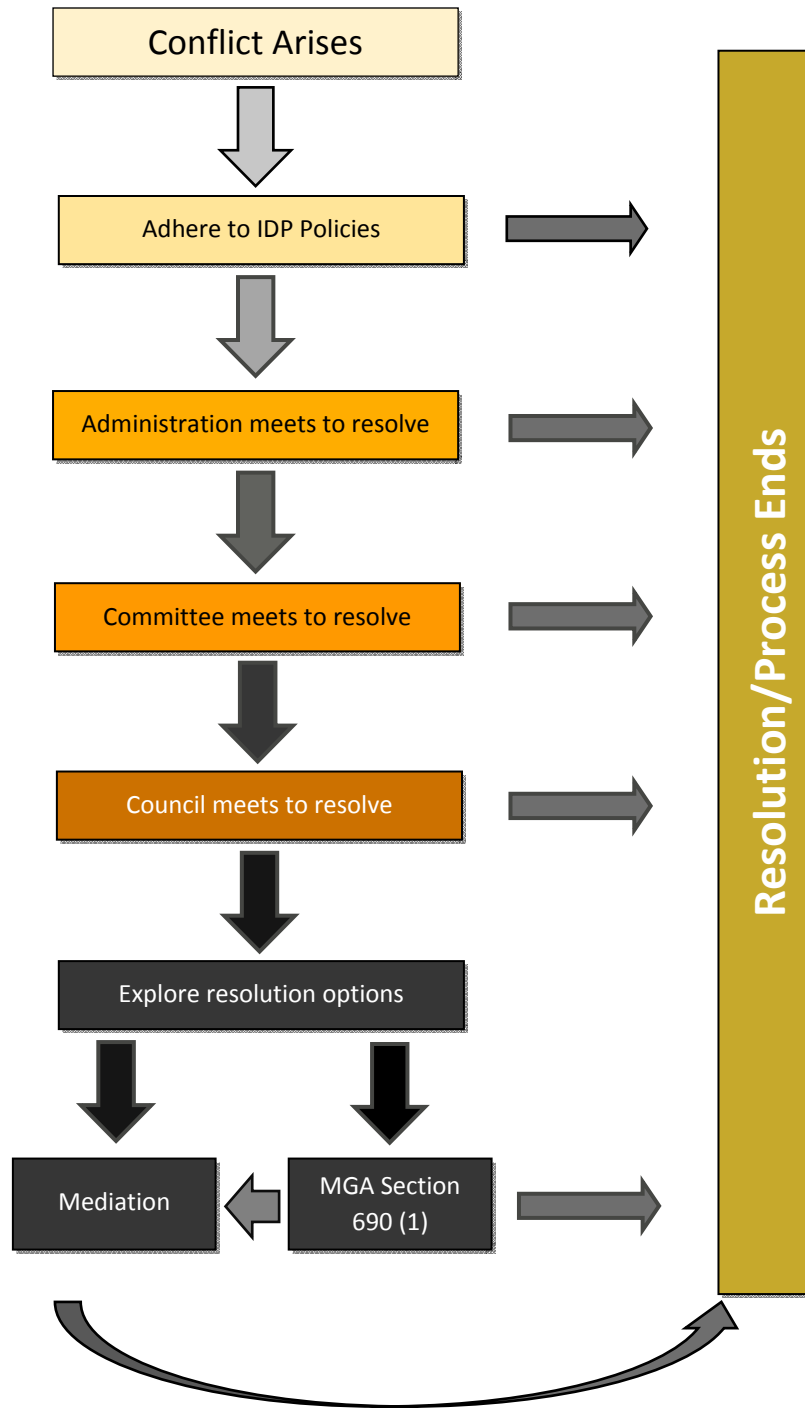 Conflict Arises
Adhere to IDP Policies
Administration meets to resolve
Committee meets to resolve
Council meets to resolve
Explore resolution options
Mediation
MGA Section
690 (1)
Resolution/Process Ends